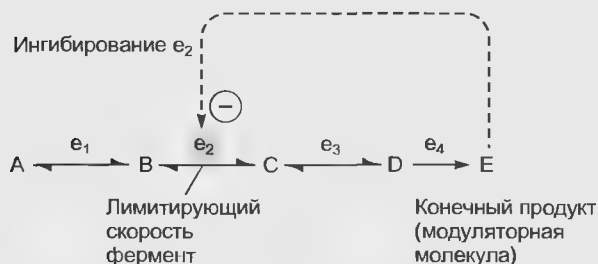 Ингибирование e₂
−
A e₁ B e₂ C e₃ D e₄ E
Лимитирующий
скорость
фермент
Конечный продукт
(модуляторная
молекула)